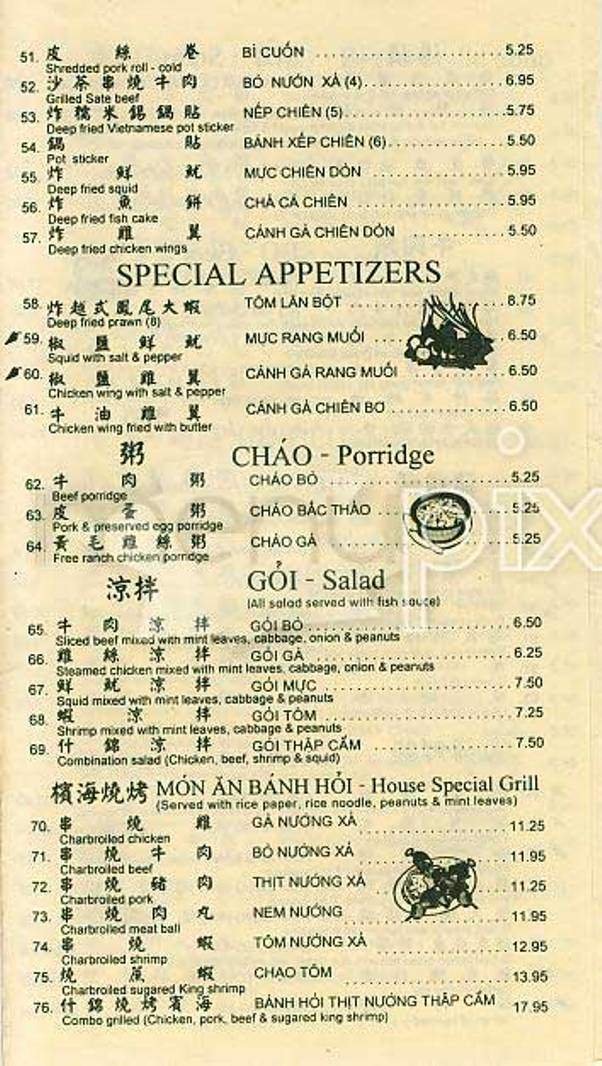 51. 皮 絲 卷 BÌ CUỐN 5.25
Shredded pork roll - cold
52. 沙 茶 串 燒 牛 肉 BÒ NƯỚN XẢ (4) 6.95
Grilled Sate beef
53. 炸 糯 米 錫 鍋 貼 NẾP CHIÊN (5) 5.75
Deep fried Vietnamese pot sticker
54. 鍋 貼 BÁNH XẾP CHIÊN (6) 5.50
Pot sticker
55. 炸 鮮 魷 MỰC CHIÊN DÒN 5.95
Deep fried squid
56. 炸 魚 餅 CHẢ CÁ CHIÊN 5.95
Deep fried fish cake
57. 炸 雞 翼 CÁNH GÀ CHIÊN DÒN 5.50
Deep fried chicken wings
SPECIAL APPETIZERS
58. 炸 越 式 鳳 尾 大 蝦 TÔM LĂN BỘT 8.75
Deep fried prawn (8)
59. 椒 鹽 鮮 魷 MỰC RANG MUỐI 6.50
Squid with salt & pepper
60. 椒 鹽 雞 翼 CÁNH GÀ RANG MUỐI 6.50
Chicken wing with salt & pepper
61. 牛 油 雞 翼 CÁNH GÀ CHIÊN BƠ 6.50
Chicken wing fried with butter
粥 CHÁO - Porridge
62. 牛 肉 粥 CHÁO BÒ 5.25
Beef porridge
63. 皮 蛋 粥 CHÁO BẮC THẢO 5.25
Pork & preserved egg porridge
64. 黃 毛 雞 絲 粥 CHÁO GÀ 5.25
Free ranch chicken porridge
pix
涼拌 GỎI - Salad
(All salad served with fish sauce)
65. 牛 肉 涼 拌 GỎI BÒ 6.50
Sliced beef mixed with mint leaves, cabbage, onion & peanuts
66. 雞 絲 涼 拌 GỎI GÀ 6.25
Steamed chicken mixed with mint leaves, cabbage, onion & peanuts
67. 鮮 魷 涼 拌 GỎI MỰC 7.50
Squid mixed with mint leaves, cabbage & peanuts
68. 蝦 涼 拌 GỎI TÔM 7.25
Shrimp mixed with mint leaves, cabbage & peanuts
69. 什 錦 涼 拌 GỎI THẬP CẨM 7.50
Combination salad (Chicken, beef, shrimp & squid)
檳海燒烤 MÓN ĂN BÁNH HỎI - House Special Grill
(Served with rice paper, rice noodle, peanuts & mint leaves)
70. 串 燒 雞 GÀ NƯỚNG XẢ 11.25
Charbroiled chicken
71. 串 燒 牛 肉 BÒ NƯỚNG XẢ 11.95
Charbroiled beef
72. 串 燒 豬 肉 THỊT NƯỚNG XẢ 11.25
Charbroiled pork
73. 串 燒 肉 丸 NEM NƯỚNG 11.95
Charbroiled meat ball
74. 串 燒 蝦 TÔM NƯỚNG XẢ 12.95
Charbroiled shrimp
75. 燒 蔗 蝦 CHẠO TÔM 13.95
Charbroiled sugared King shrimp
76. 什 錦 燒 烤 賓 海 BÁNH HỎI THỊT NƯỚNG THẬP CẨM 17.95
Combo grilled (Chicken, pork, beef & sugared king shrimp)